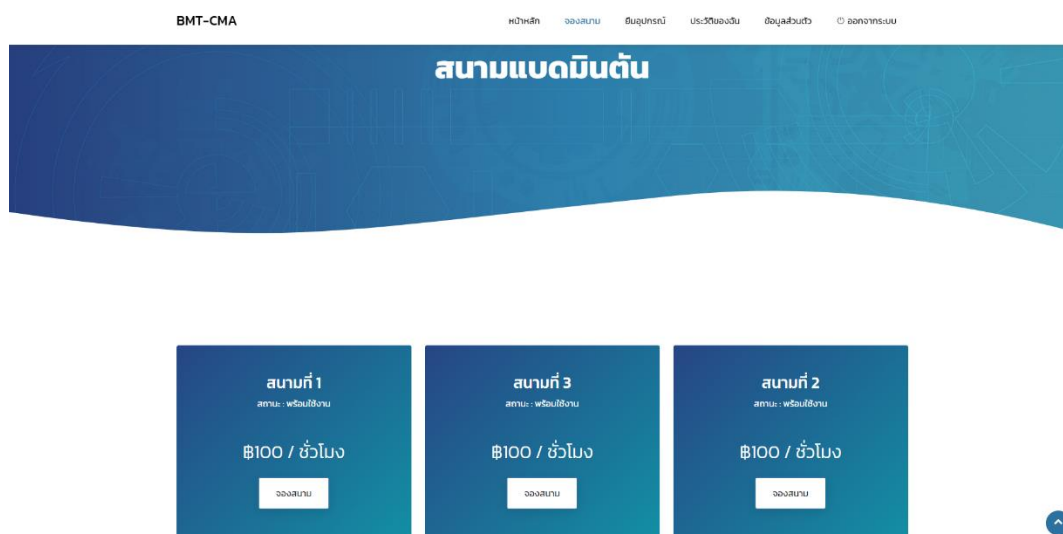 BMT-CMA
หน้าหลัก จองสนาม ยืมอุปกรณ์ ประวัติของฉัน ข้อมูลส่วนตัว ออกจากระบบ
สนามแบดมินตัน
สนามที่ 1
สถานะ : พร้อมใช้งาน
฿100 / ชั่วโมง
จองสนาม
สนามที่ 3
สถานะ : พร้อมใช้งาน
฿100 / ชั่วโมง
จองสนาม
สนามที่ 2
สถานะ : พร้อมใช้งาน
฿100 / ชั่วโมง
จองสนาม